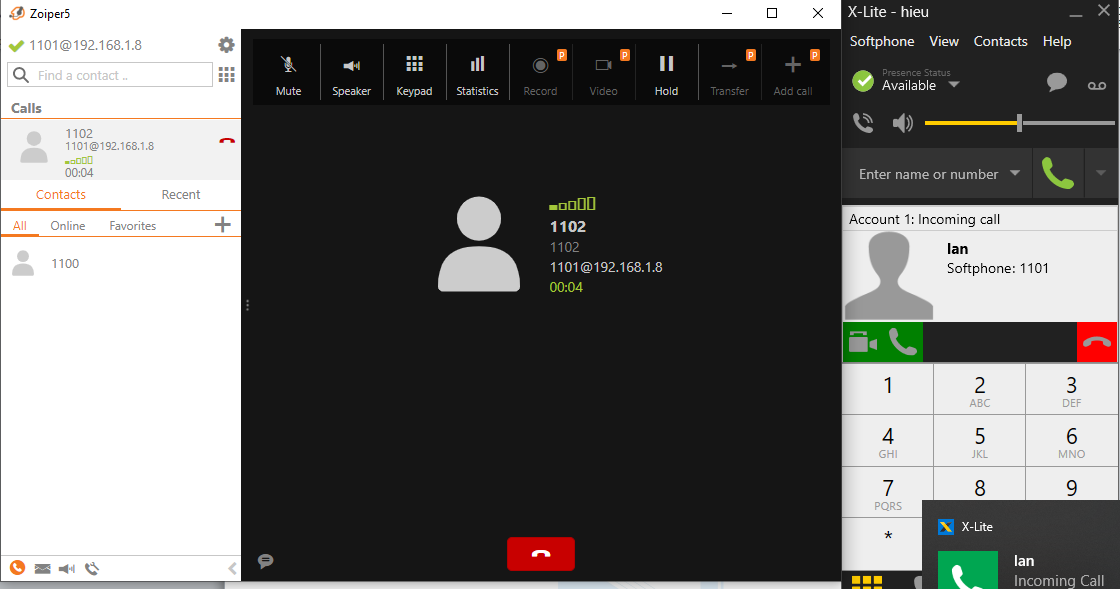 Zoiper5
1101@192.168.1.8
Find a contact ..
Calls
1102
1101@192.168.1.8
00:04
Contacts
Recent
All
Online
Favorites
1100
Mute
Speaker
Keypad
Statistics
P
Record
P
Video
Hold
P
Transfer
P
Add call
1102
1102
1101@192.168.1.8
00:04
X-Lite - hieu
Softphone View Contacts Help
Presence Status
Available
Enter name or number
Account 1: Incoming call
lan
Softphone: 1101
1 2 3
ABC DEF
4 5 6
GHI JKL MNO
7 8 9
PQRS
*
X-Lite
lan
Incoming Call